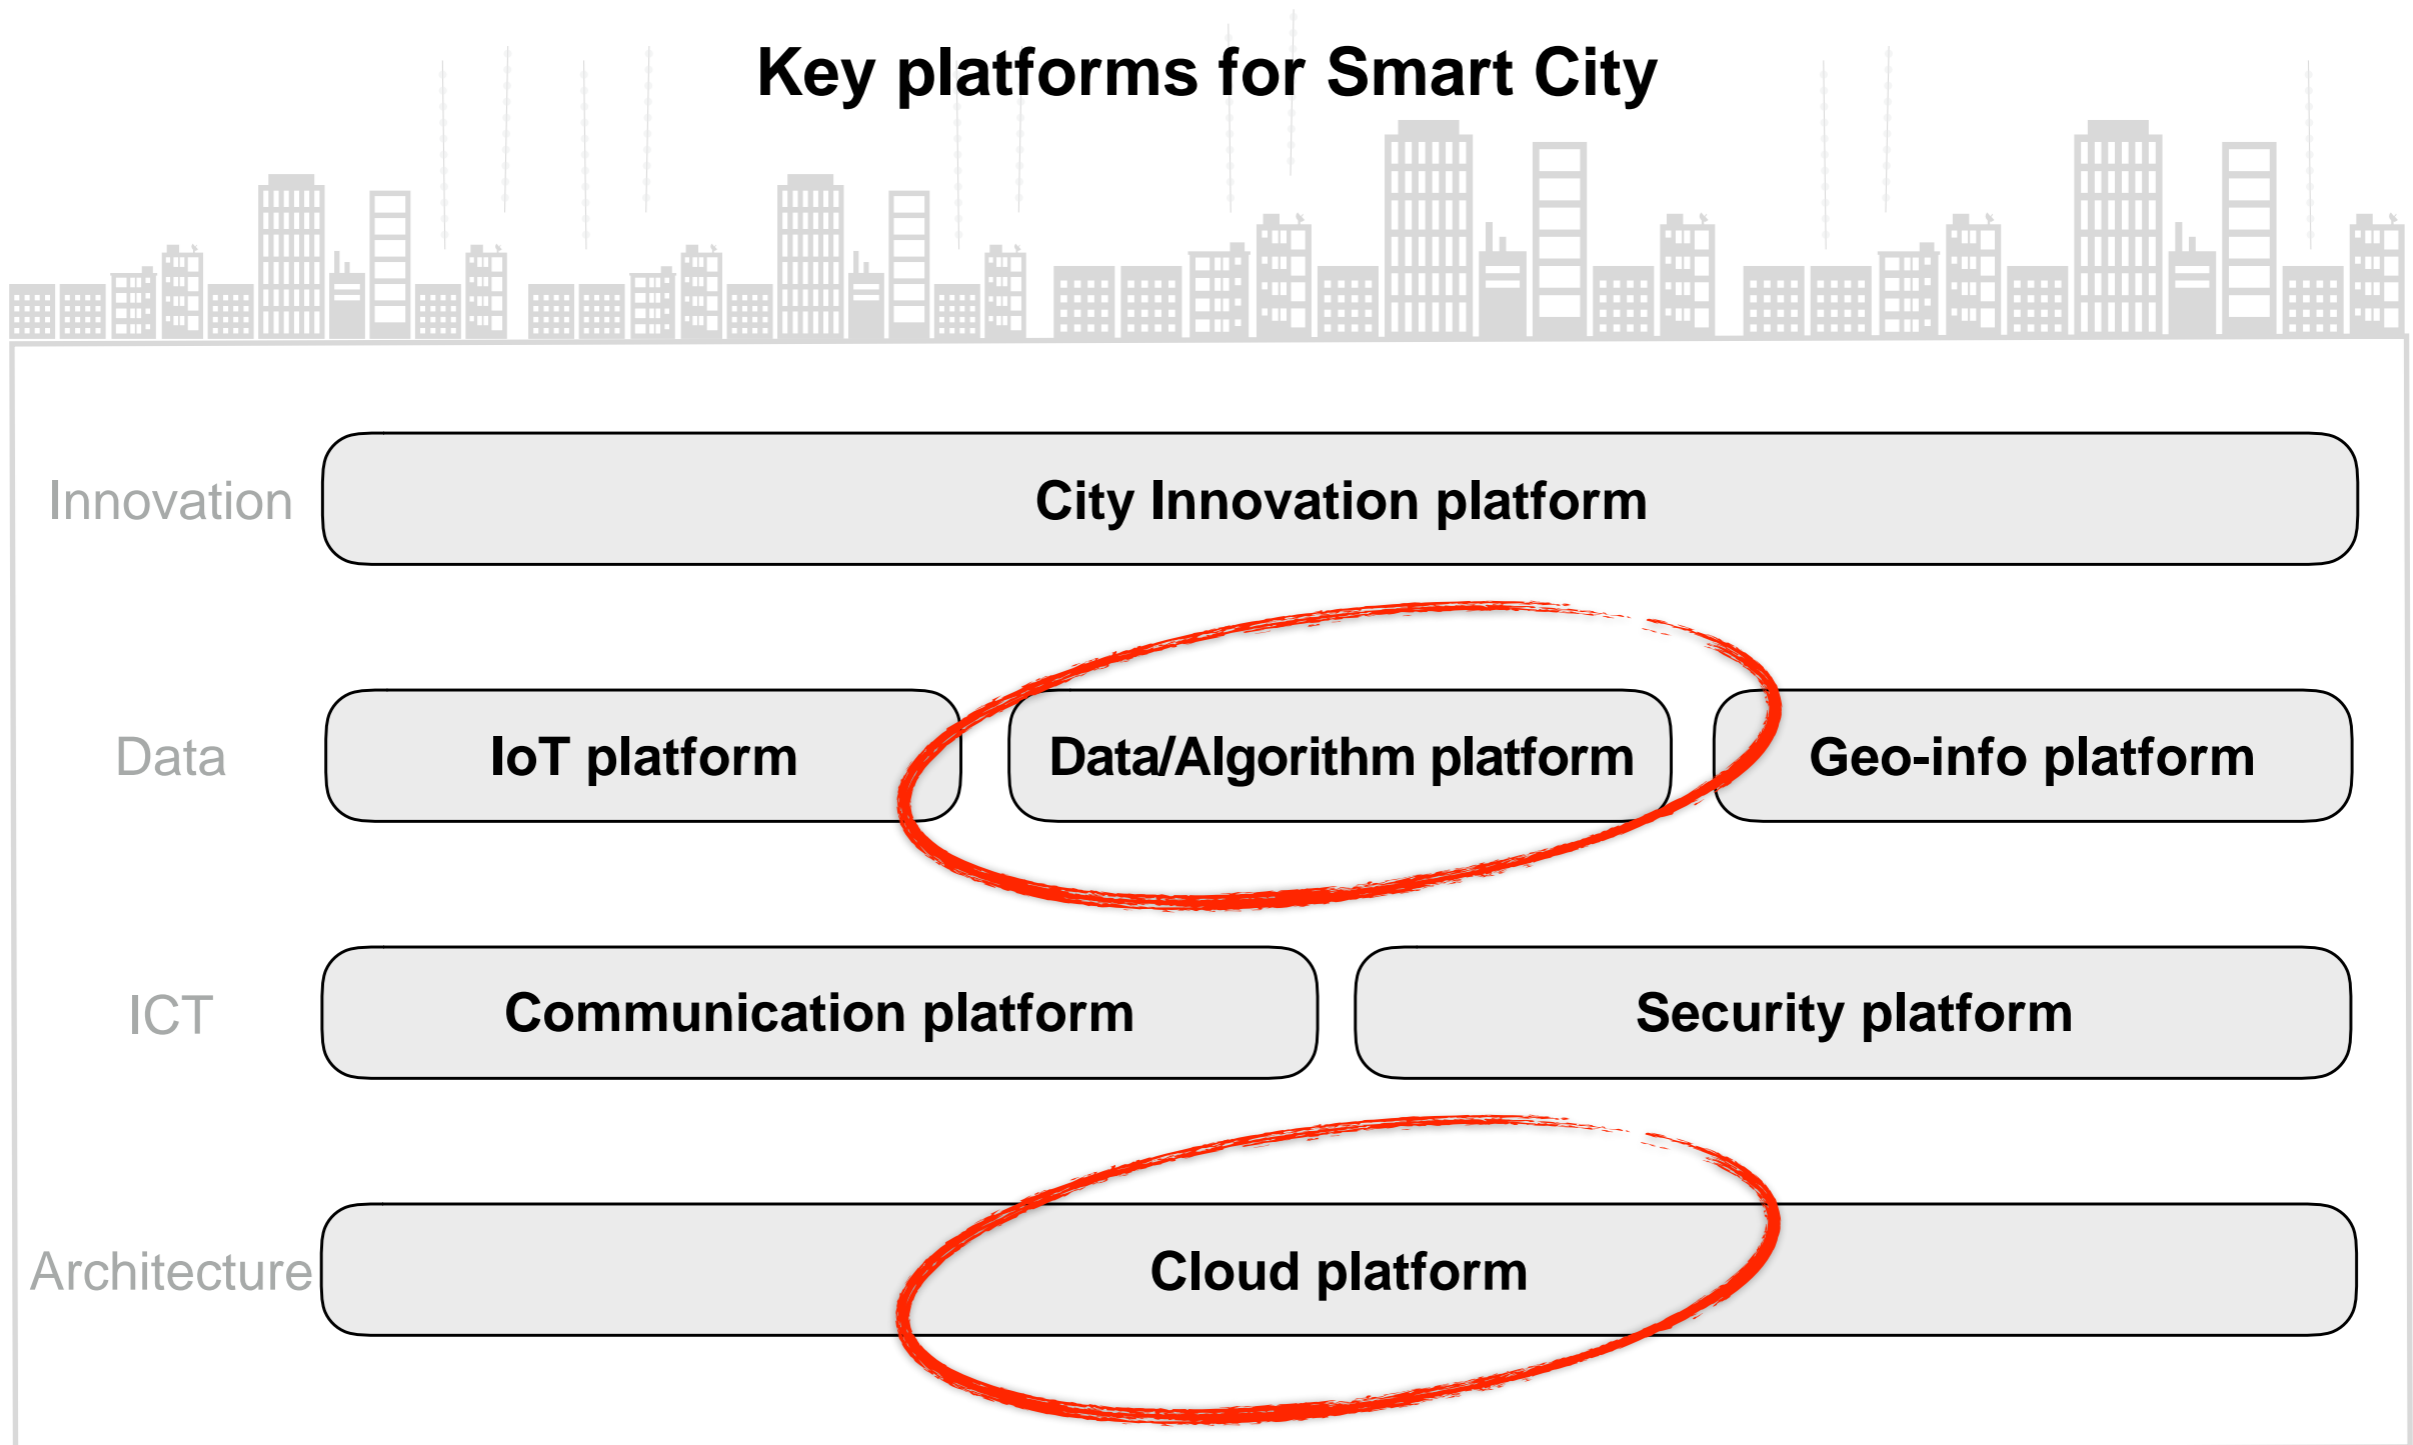 Key platforms for Smart City
Innovation
City Innovation platform
Data
IoT platform
Data/Algorithm platform
Geo-info platform
ICT
Communication platform
Security platform
Architecture
Cloud platform